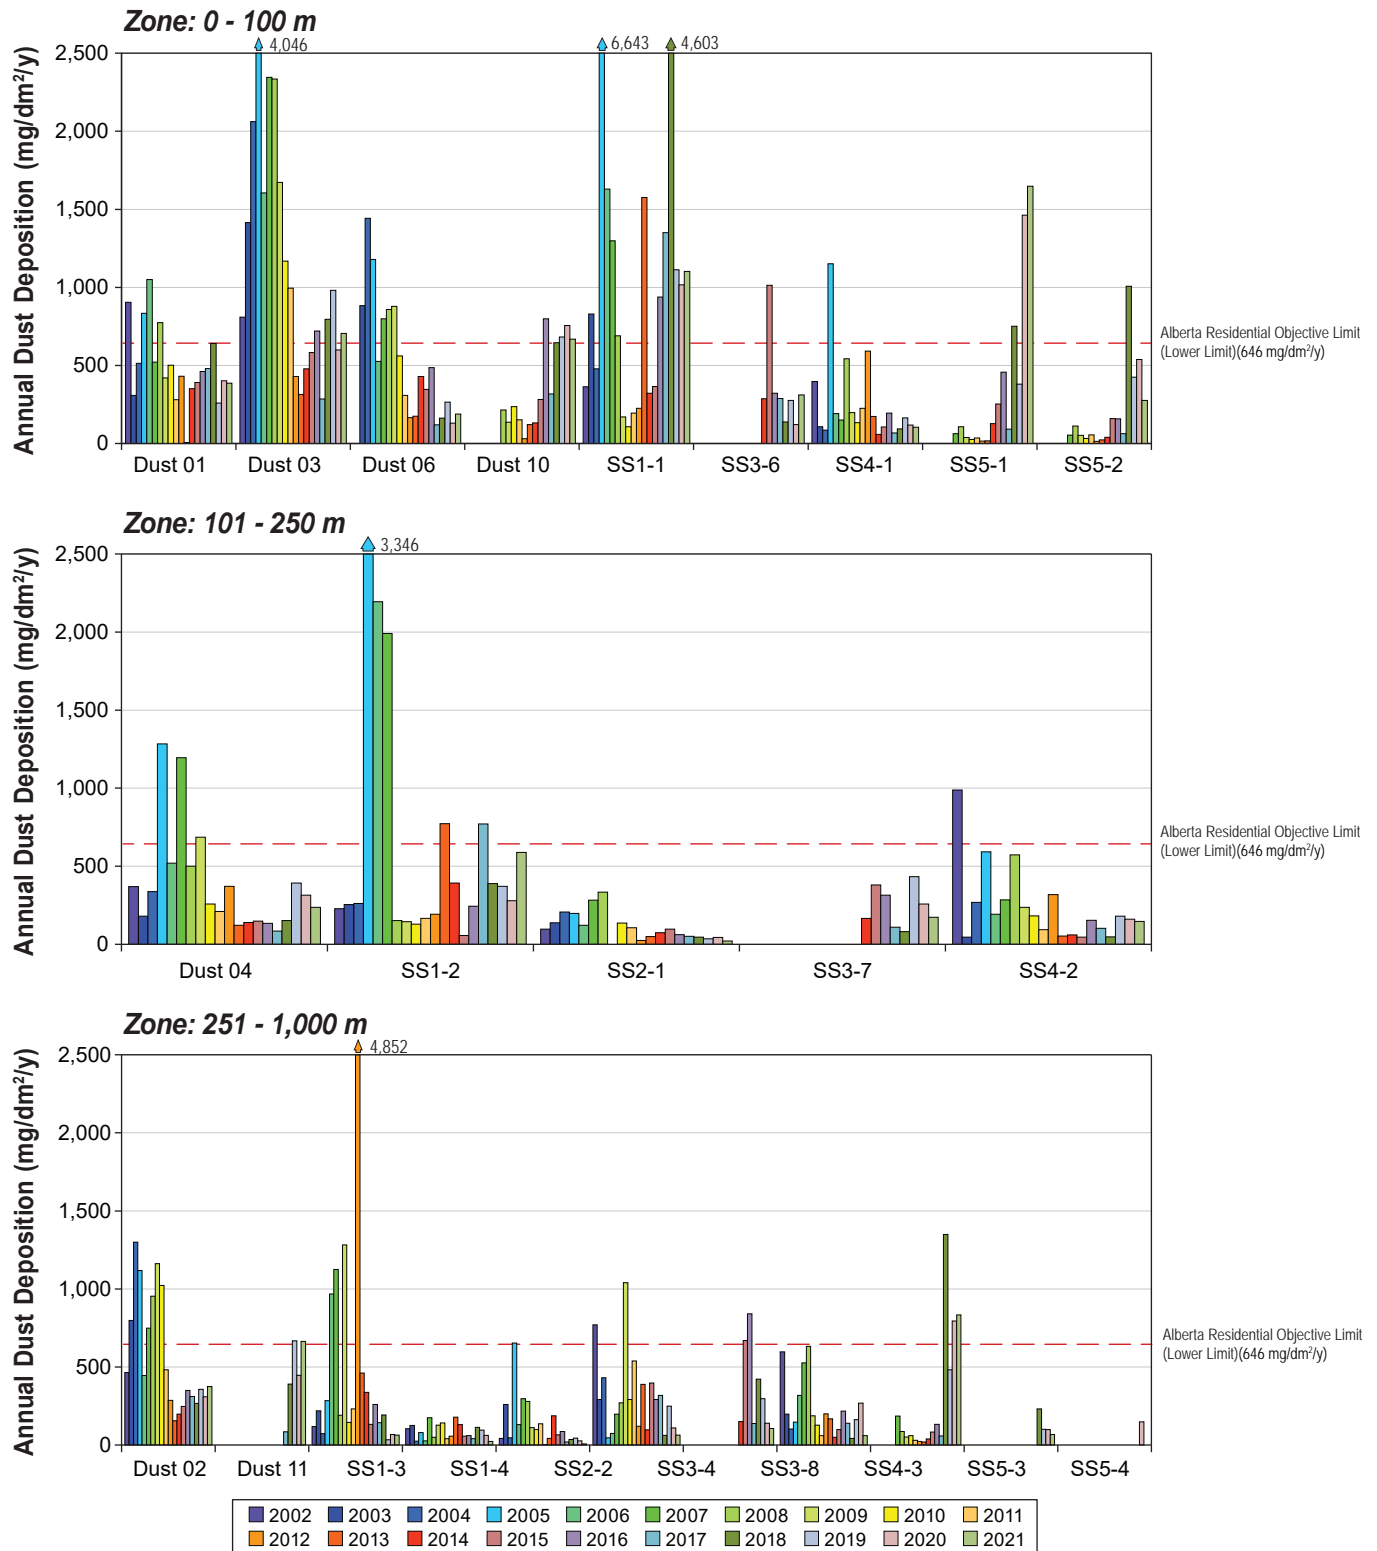 Zone: 0 - 100 m
Annual Dust Deposition (mg/dm²/y)
2,500
2,000
1,500
1,000
500
0
4,046
6,643
4,603
Alberta Residential Objective Limit
(Lower Limit)(646 mg/dm²/y)
Dust 01 Dust 03 Dust 06 Dust 10 SS1-1 SS3-6 SS4-1 SS5-1 SS5-2
Zone: 101 - 250 m
Annual Dust Deposition (mg/dm²/y)
2,500
2,000
1,500
1,000
500
0
3,346
Alberta Residential Objective Limit
(Lower Limit)(646 mg/dm²/y)
Dust 04 SS1-2 SS2-1 SS3-7 SS4-2
Zone: 251 - 1,000 m
Annual Dust Deposition (mg/dm²/y)
2,500
2,000
1,500
1,000
500
0
4,852
Alberta Residential Objective Limit
(Lower Limit)(646 mg/dm²/y)
Dust 02 Dust 11 SS1-3 SS1-4 SS2-2 SS3-4 SS3-8 SS4-3 SS5-3 SS5-4
2002 2003 2004 2005 2006 2007 2008 2009 2010 2011
2012 2013 2014 2015 2016 2017 2018 2019 2020 2021